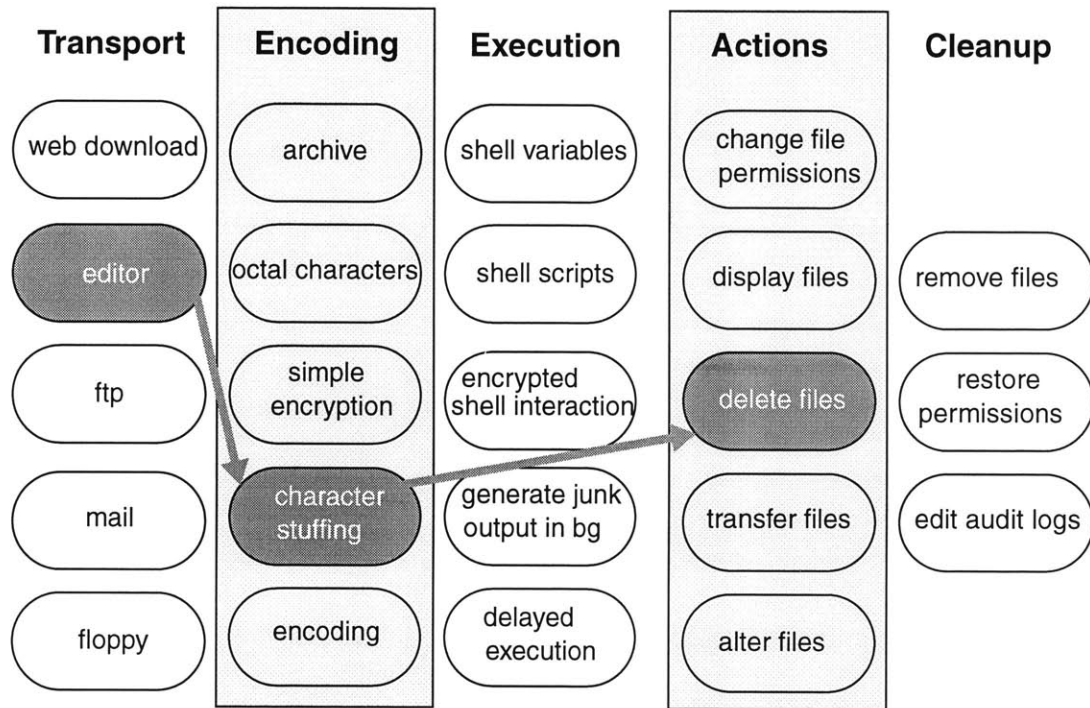 Transport
Encoding
Execution
Actions
Cleanup
web download
archive
shell variables
change file
permissions
editor
octal characters
shell scripts
display files
remove files
ftp
simple
encryption
encrypted
shell interaction
delete files
restore
permissions
mail
character
stuffing
generate junk
output in bg
transfer files
edit audit logs
floppy
encoding
delayed
execution
alter files